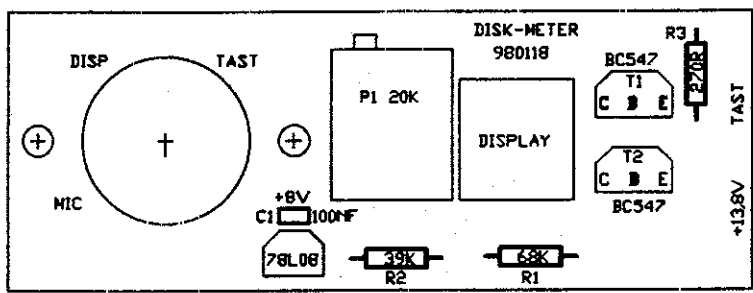 DISK-METER
980118
R3
270R
BC547
T1
C B E
TAST
DISP
TAST
P1 20K
DISPLAY
T2
C B E
BC547
+13,8V
MIC
+8V
C1
100NF
78L08
39K
R2
68K
R1